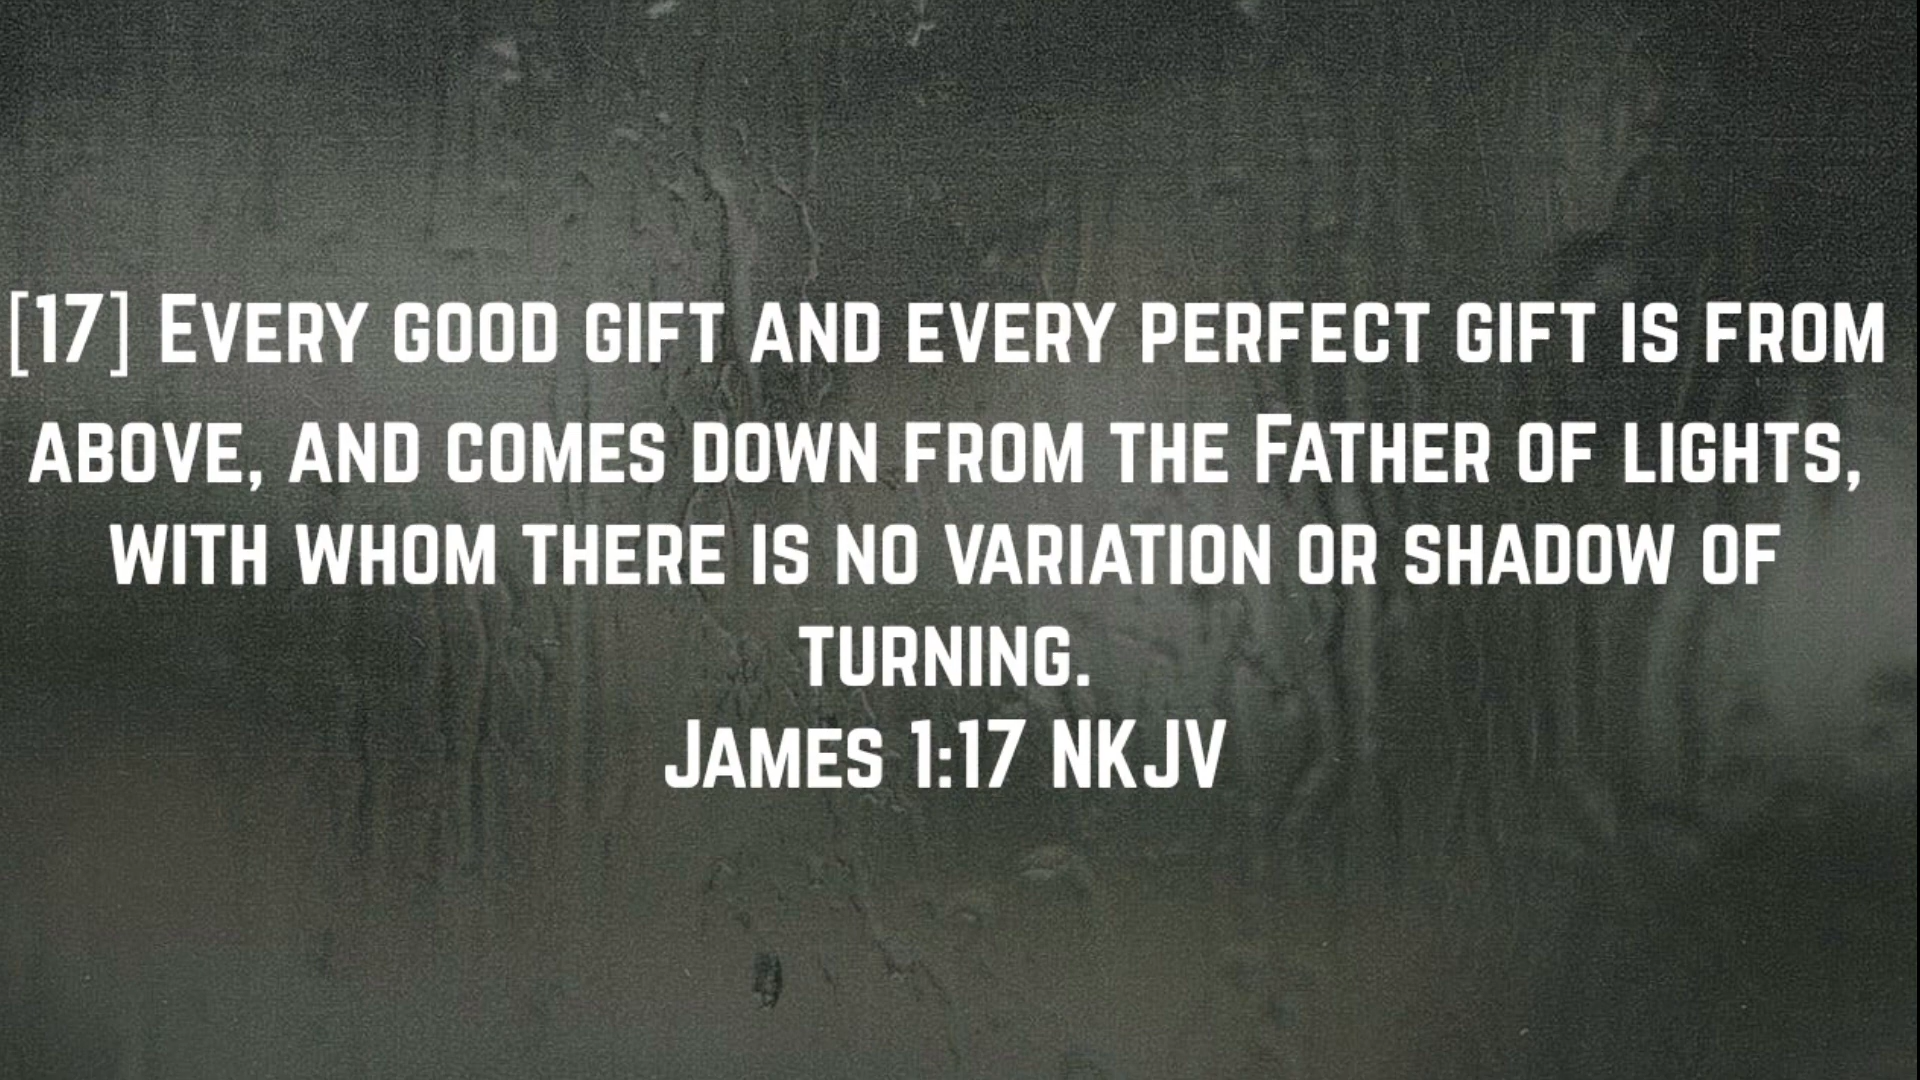 [17] Every good gift and every perfect gift is from
above, and comes down from the Father of lights,
with whom there is no variation or shadow of
turning.
James 1:17 NKJV